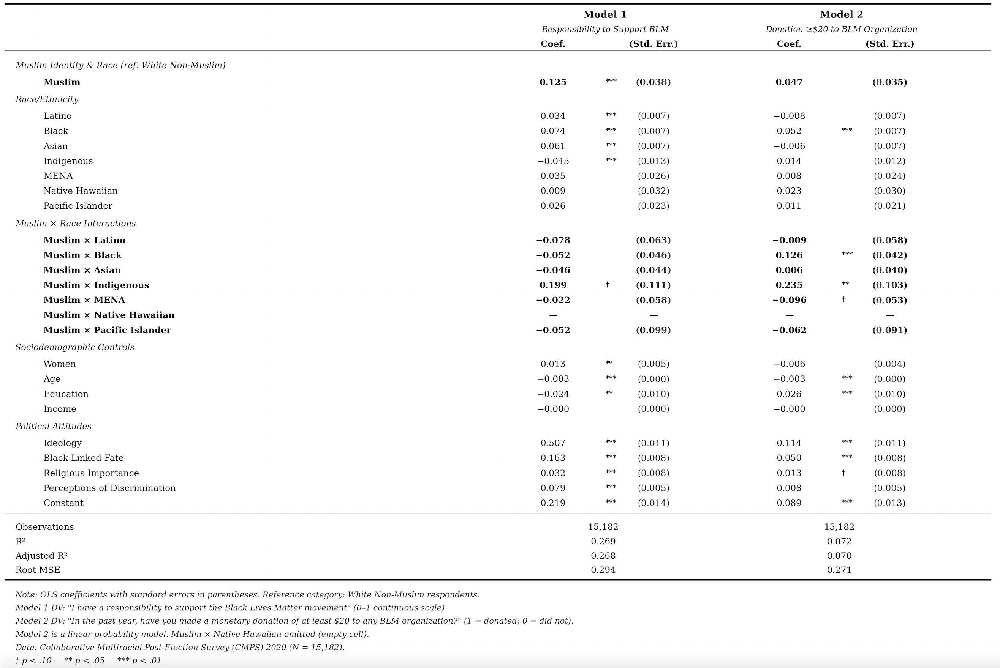 Model 1 Model 2
Responsibility to Support BLM Donation ≥$20 to BLM Organization
Coef. (Std. Err.) Coef. (Std. Err.)
Muslim Identity & Race (ref: White Non-Muslim)
Muslim 0.125 *** (0.038) 0.047 (0.035)
Race/Ethnicity
Latino 0.034 *** (0.007) −0.008 (0.007)
Black 0.074 *** (0.007) 0.052 *** (0.007)
Asian 0.061 *** (0.007) −0.006 (0.007)
Indigenous −0.045 *** (0.013) 0.014 (0.012)
MENA 0.035 (0.026) 0.008 (0.024)
Native Hawaiian 0.009 (0.032) 0.023 (0.030)
Pacific Islander 0.026 (0.023) 0.011 (0.021)
Muslim × Race Interactions
Muslim × Latino −0.078 (0.063) −0.009 (0.058)
Muslim × Black −0.052 (0.046) 0.126 *** (0.042)
Muslim × Asian −0.046 (0.044) 0.006 (0.040)
Muslim × Indigenous 0.199 † (0.111) 0.235 ** (0.103)
Muslim × MENA −0.022 (0.058) −0.096 † (0.053)
Muslim × Native Hawaiian — — — —
Muslim × Pacific Islander −0.052 (0.099) −0.062 (0.091)
Sociodemographic Controls
Women 0.013 ** (0.005) −0.006 (0.004)
Age −0.003 *** (0.000) −0.003 *** (0.000)
Education −0.024 ** (0.010) 0.026 *** (0.010)
Income −0.000 (0.000) −0.000 (0.000)
Political Attitudes
Ideology 0.507 *** (0.011) 0.114 *** (0.011)
Black Linked Fate 0.163 *** (0.008) 0.050 *** (0.008)
Religious Importance 0.032 *** (0.008) 0.013 † (0.008)
Perceptions of Discrimination 0.079 *** (0.005) 0.008 (0.005)
Constant 0.219 *** (0.014) 0.089 *** (0.013)
Observations 15,182 15,182
R² 0.269 0.072
Adjusted R² 0.268 0.070
Root MSE 0.294 0.271
Note: OLS coefficients with standard errors in parentheses. Reference category: White Non-Muslim respondents.
Model 1 DV: "I have a responsibility to support the Black Lives Matter movement" (0–1 continuous scale).
Model 2 DV: "In the past year, have you made a monetary donation of at least $20 to any BLM organization?" (1 = donated; 0 = did not).
Model 2 is a linear probability model. Muslim × Native Hawaiian omitted (empty cell).
Data: Collaborative Multiracial Post-Election Survey (CMPS) 2020 (N = 15,182).
† p < .10 ** p < .05 *** p < .01